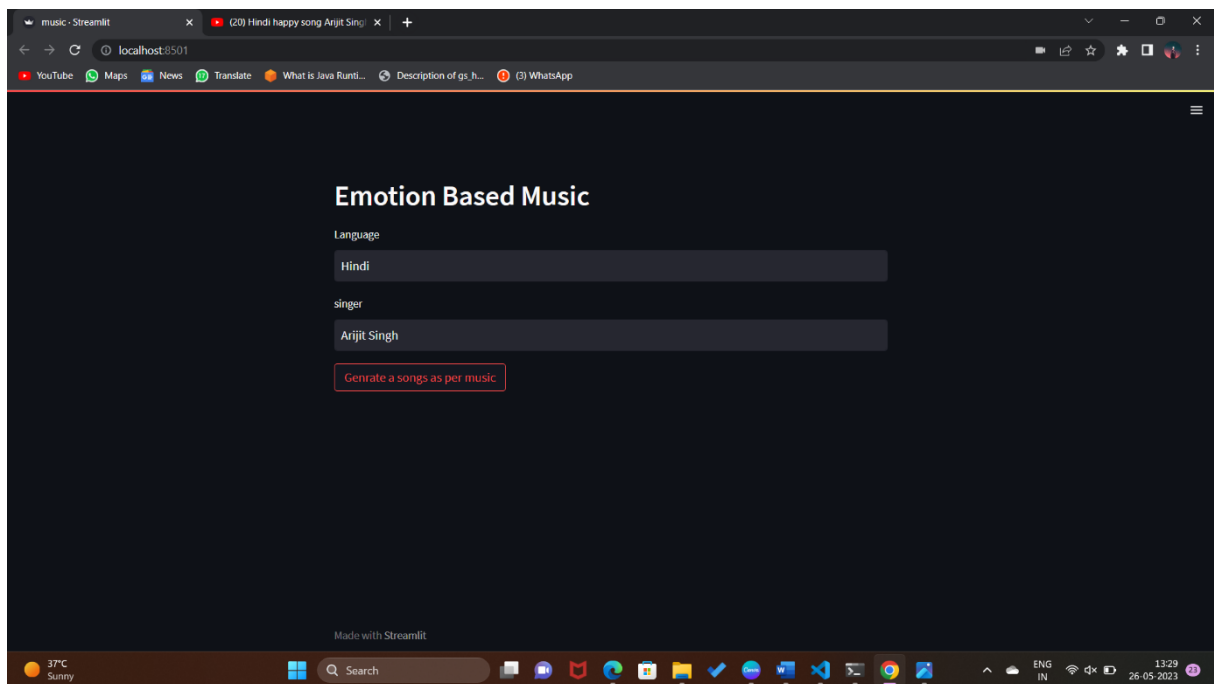 music · Streamlit
(20) Hindi happy song Arijit Sing
localhost:8501
YouTube Maps News Translate What is Java Runti... Description of gs_h... (3) WhatsApp
Emotion Based Music
Language
Hindi
singer
Arijit Singh
Genrate a songs as per music
Made with Streamlit
37°C
Sunny
Search
ENG
IN
13:29
26-05-2023
23